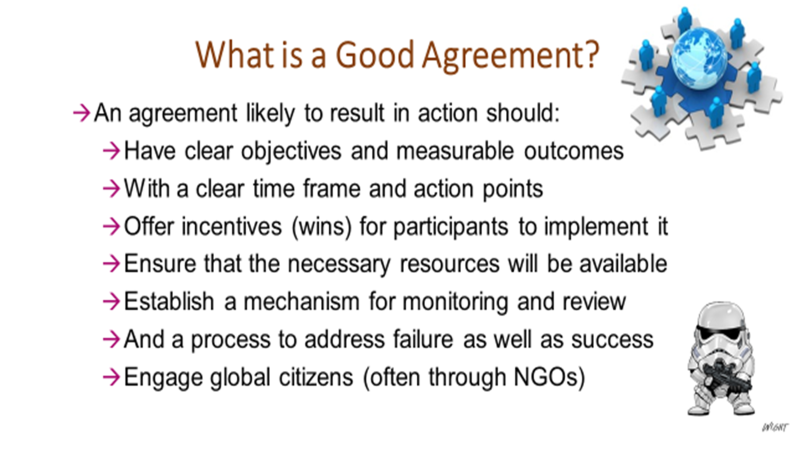 What is a Good Agreement?
→An agreement likely to result in action should:
→Have clear objectives and measurable outcomes
→With a clear time frame and action points
→Offer incentives (wins) for participants to implement it
→Ensure that the necessary resources will be available
→Establish a mechanism for monitoring and review
→And a process to address failure as well as success
→Engage global citizens (often through NGOs)